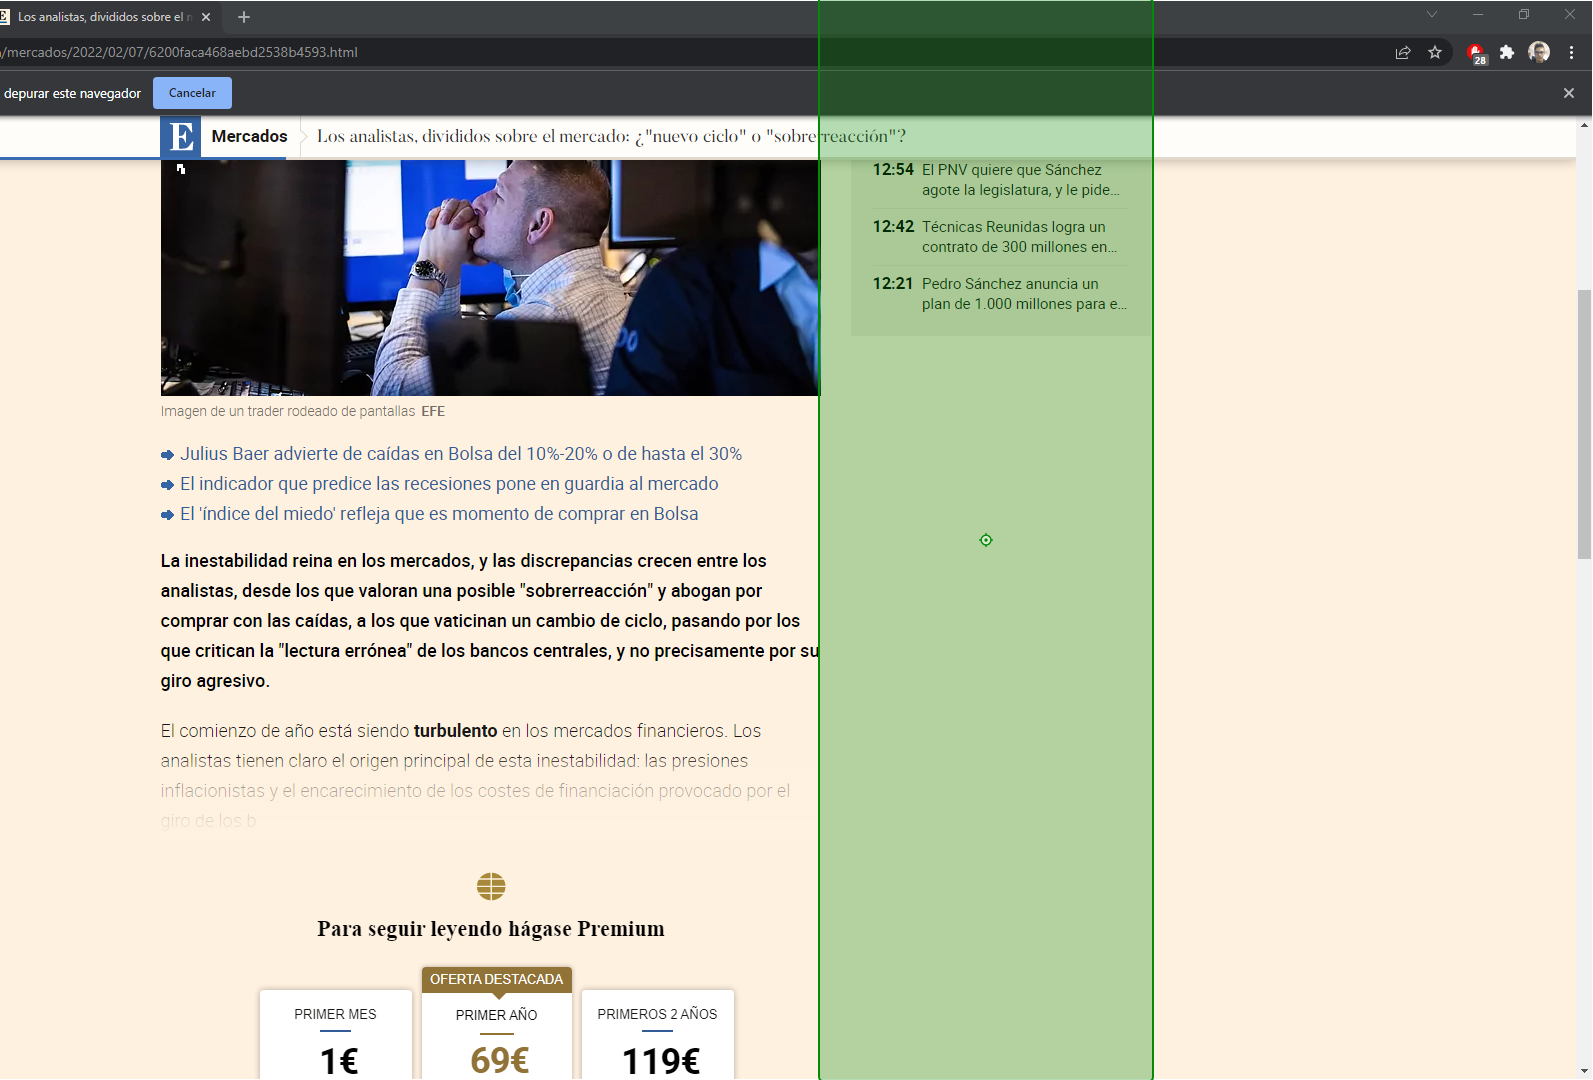 E Los analistas, divididos sobre el n
/mercados/2022/02/07/6200faca468aebd2538b4593.html
28
depurar este navegador
Cancelar
E Mercados
Los analistas, divididos sobre el mercado: ¿"nuevo ciclo" o "sobrerreacción"?
12:54 El PNV quiere que Sánchez
agote la legislatura, y le pide...
12:42 Técnicas Reunidas logra un
contrato de 300 millones en...
12:21 Pedro Sánchez anuncia un
plan de 1.000 millones para e...
Imagen de un trader rodeado de pantallas EFE
Julius Baer advierte de caídas en Bolsa del 10%-20% o de hasta el 30%
El indicador que predice las recesiones pone en guardia al mercado
El 'índice del miedo' refleja que es momento de comprar en Bolsa
La inestabilidad reina en los mercados, y las discrepancias crecen entre los
analistas, desde los que valoran una posible "sobrerreacción" y abogan por
comprar con las caídas, a los que vaticinan un cambio de ciclo, pasando por los
que critican la "lectura errónea" de los bancos centrales, y no precisamente por su
giro agresivo.
El comienzo de año está siendo turbulento en los mercados financieros. Los
analistas tienen claro el origen principal de esta inestabilidad: las presiones
inflacionistas y el encarecimiento de los costes de financiación provocado por el
giro de los b
Para seguir leyendo hágase Premium
OFERTA DESTACADA
PRIMER MES
1€
PRIMER AÑO
69€
PRIMEROS 2 AÑOS
119€